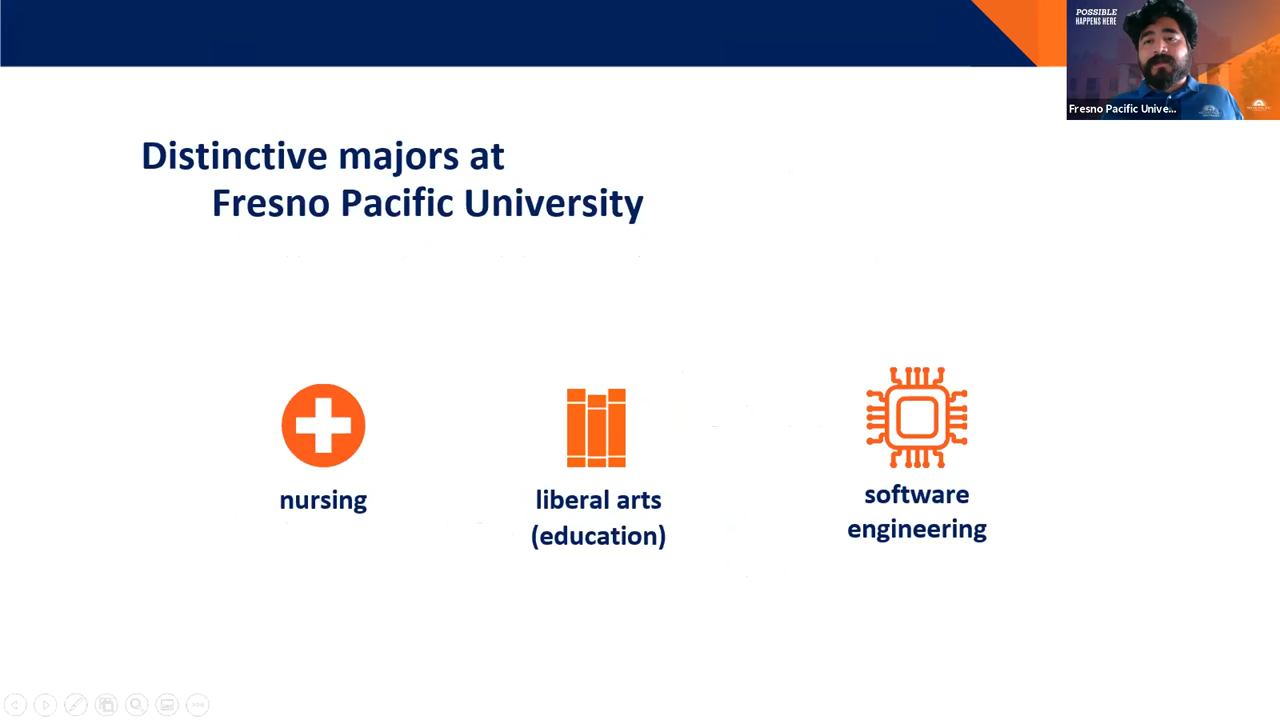 POSSIBLE
HAPPENS HERE
Fresno Pacific Unive...
Distinctive majors at
Fresno Pacific University
nursing
liberal arts
(education)
software
engineering